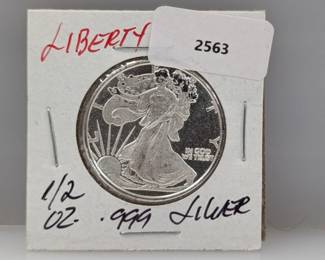 LIBERTY
2563
IN GOD
WE TRUST
1/2
OZ. .999 SILVER